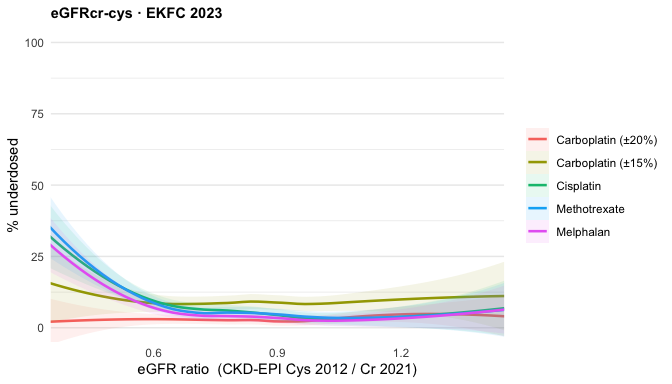 eGFRcr-cys · EKFC 2023
100
75
50
25
0
% underdosed
0.6
0.9
1.2
eGFR ratio  (CKD-EPI Cys 2012 / Cr 2021)
Carboplatin (±20%)
Carboplatin (±15%)
Cisplatin
Methotrexate
Melphalan